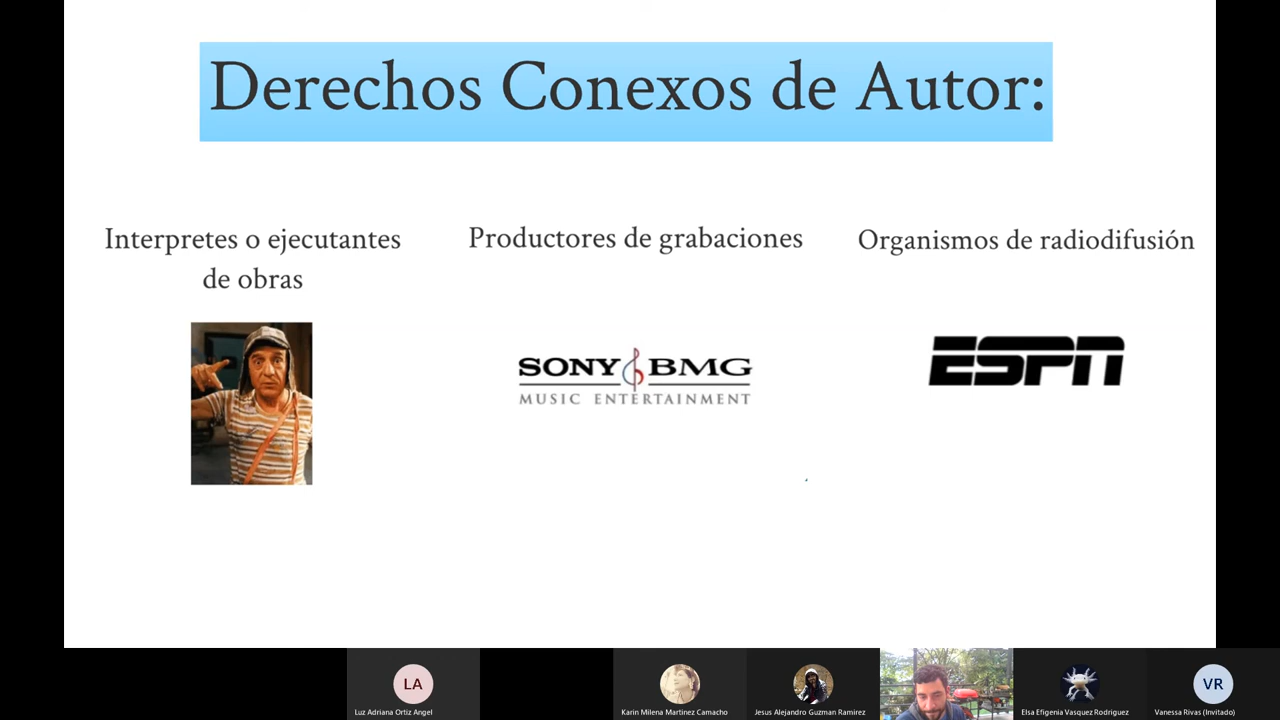 Derechos Conexos de Autor:
Interpretes o ejecutantes
de obras
Productores de grabaciones
Organismos de radiodifusión
SONY BMG
MUSIC ENTERTAINMENT
ESPN
LA
Luz Adriana Ortiz Angel
Karin Milena Martinez Camacho
Jesus Alejandro Guzman Ramirez
Elsa Efigenia Vasquez Rodriguez
VR
Vanessa Rivas (Invitado)